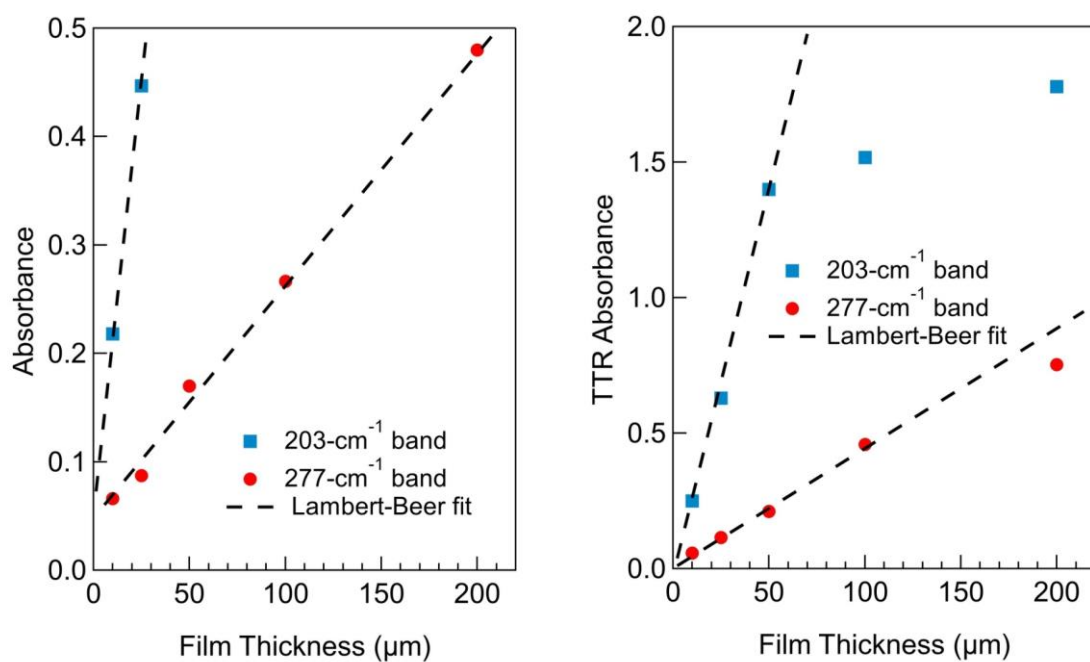 0.5
0.4
0.3
0.2
0.1
0.0
Absorbance
203-cm⁻¹ band
277-cm⁻¹ band
Lambert-Beer fit
0 50 100 150 200
Film Thickness (µm)
2.0
1.5
1.0
0.5
0.0
TTR Absorbance
203-cm⁻¹ band
277-cm⁻¹ band
Lambert-Beer fit
0 50 100 150 200
Film Thickness (µm)